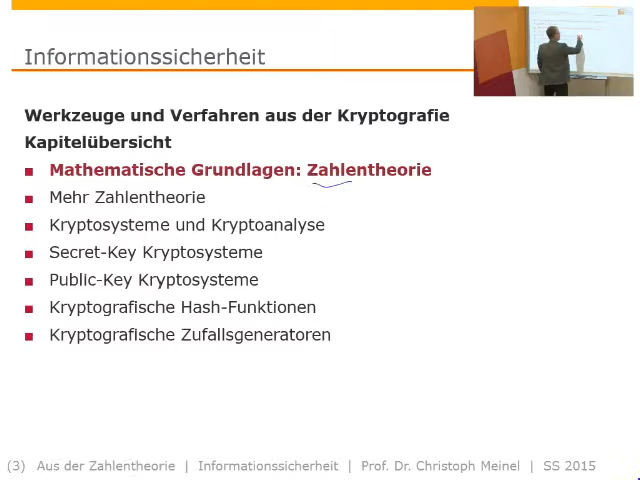 Informationssicherheit
Werkzeuge und Verfahren aus der Kryptografie
Kapitelübersicht
■ Mathematische Grundlagen: Zahlentheorie
■ Mehr Zahlentheorie
■ Kryptosysteme und Kryptoanalyse
■ Secret-Key Kryptosysteme
■ Public-Key Kryptosysteme
■ Kryptografische Hash-Funktionen
■ Kryptografische Zufallsgeneratoren
(3) Aus der Zahlentheorie | Informationssicherheit | Prof. Dr. Christoph Meinel | SS 2015